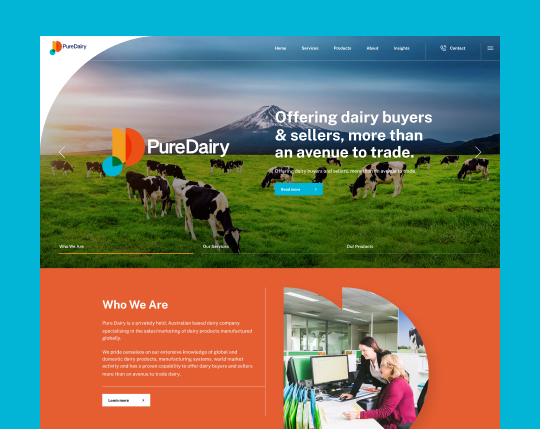 PureDairy
Home
Services
Products
About
Insights
Contact
Offering dairy buyers
& sellers, more than
an avenue to trade.
PureDairy
Offering dairy buyers and sellers, more than an avenue to trade.
Read more
Who We Are
Our Services
Our Products
Who We Are
Pure Dairy is a privately held, Australian based dairy company
specialising in the sales/marketing of dairy products manufactured
globally.
We pride ourselves on our extensive knowledge of global and
domestic dairy products, manufacturing systems, world market
activity and has a proven capability to offer dairy buyers and sellers
more than an avenue to trade dairy.
Learn more